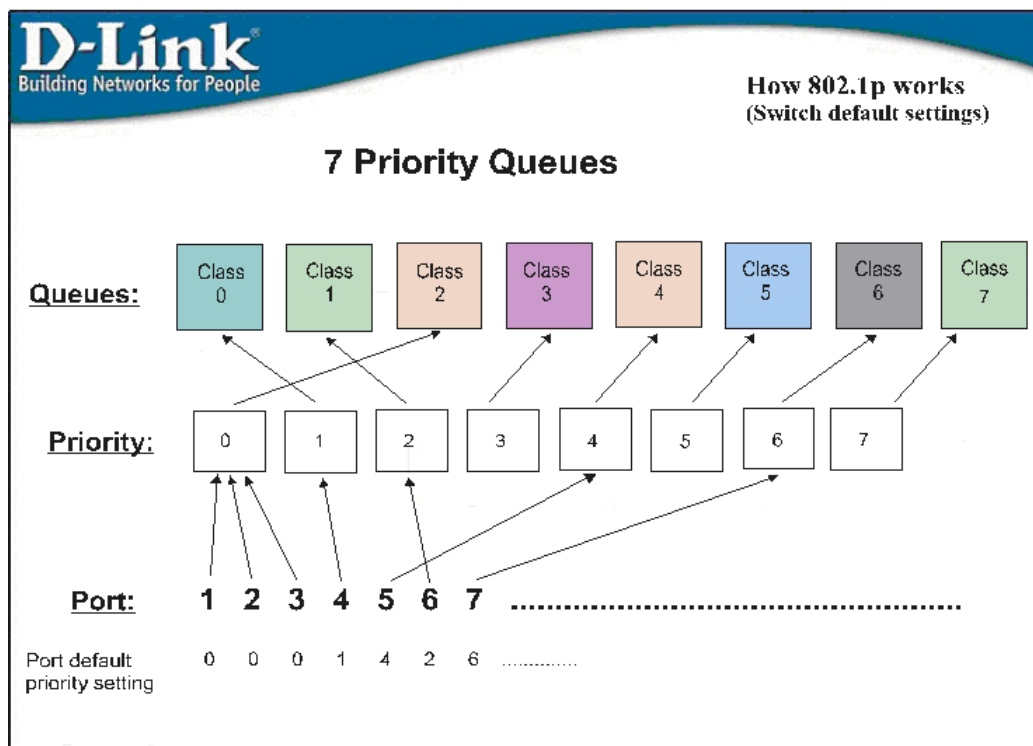 D-Link®
Building Networks for People
How 802.1p works
(Switch default settings)
7 Priority Queues
Queues:
Class 0
Class 1
Class 2
Class 3
Class 4
Class 5
Class 6
Class 7
Priority:
0 1 2 3 4 5 6 7
Port: 1 2 3 4 5 6 7 ................................................
Port default
priority setting
0 0 0 1 4 2 6 .............